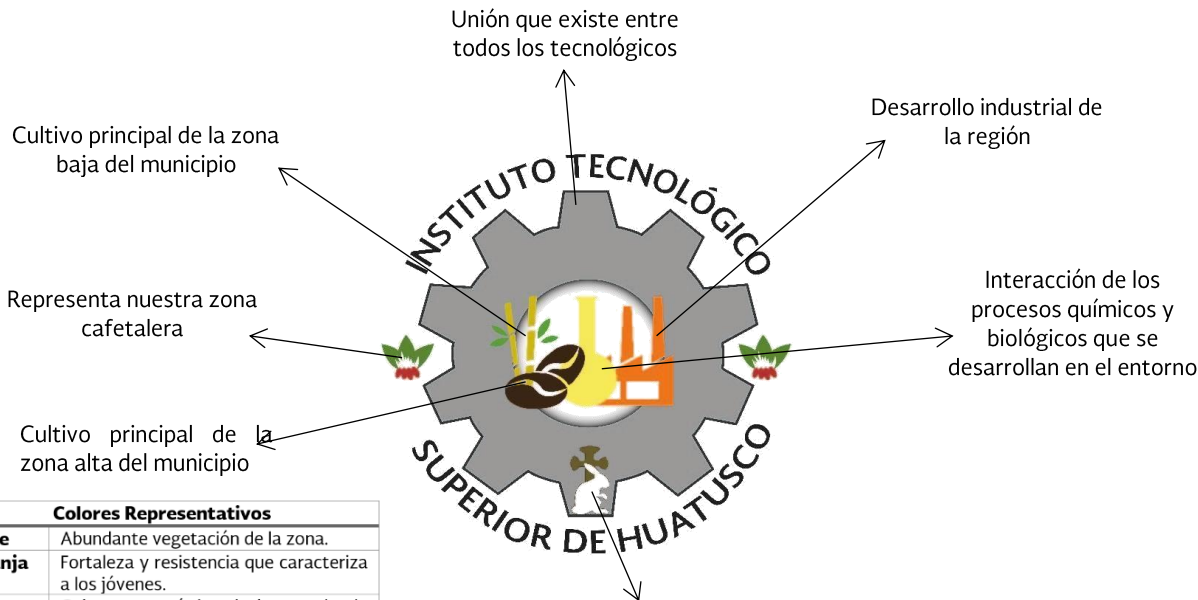 Unión que existe entre
todos los tecnológicos
Desarrollo industrial de
la región
Cultivo principal de la zona
baja del municipio
INSTITUTO TECNOLÓGICO
Interacción de los
procesos químicos y
biológicos que se
desarrollan en el entorno
Representa nuestra zona
cafetalera
Cultivo principal de la
zona alta del municipio
SUPERIOR DE HUATUSCO
Colores Representativos
e Abundante vegetación de la zona.
nja Fortaleza y resistencia que caracteriza
a los jóvenes.